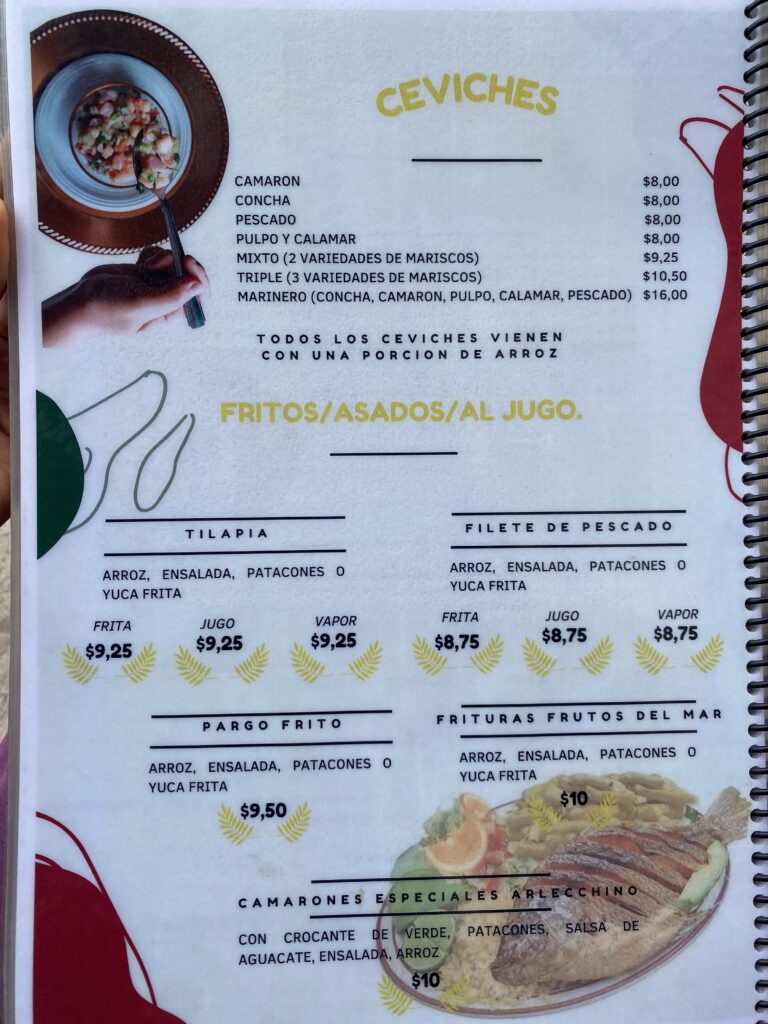 CEVICHES
CAMARON $8,00
CONCHA $8,00
PESCADO $8,00
PULPO Y CALAMAR $8,00
MIXTO (2 VARIEDADES DE MARISCOS) $9,25
TRIPLE (3 VARIEDADES DE MARISCOS) $10,50
MARINERO (CONCHA, CAMARON, PULPO, CALAMAR, PESCADO) $16,00
TODOS LOS CEVICHES VIENEN
CON UNA PORCION DE ARROZ
FRITOS/ASADOS/AL JUGO.
TILAPIA
ARROZ, ENSALADA, PATACONES O
YUCA FRITA
FRITA JUGO VAPOR
$9,25 $9,25 $9,25
FILETE DE PESCADO
ARROZ, ENSALADA, PATACONES O
YUCA FRITA
FRITA JUGO VAPOR
$8,75 $8,75 $8,75
PARGO FRITO
ARROZ, ENSALADA, PATACONES O
YUCA FRITA
$9,50
FRITURAS FRUTOS DEL MAR
ARROZ, ENSALADA, PATACONES O
YUCA FRITA
$10
CAMARONES ESPECIALES ARLECCHINO
CON CROCANTE DE VERDE, PATACONES, SALSA DE
AGUACATE, ENSALADA, ARROZ
$10